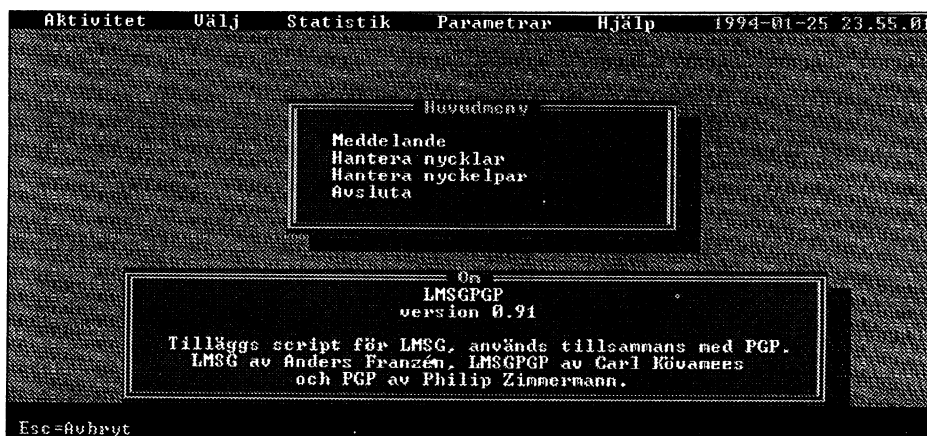 Aktivitet Välj Statistik Parametrar Hjälp 1994-01-25 23.55.01
Huvudmeny
Meddelande
Hantera nycklar
Hantera nyckelpar
Avsluta
Om
LMSGPGP
version 0.91
Tilläggs script för LMSG, används tillsammans med PGP.
LMSG av Anders Franzén, LMSGPGP av Carl Kövamees
och PGP av Philip Zimmermann.
Esc=Avbryt